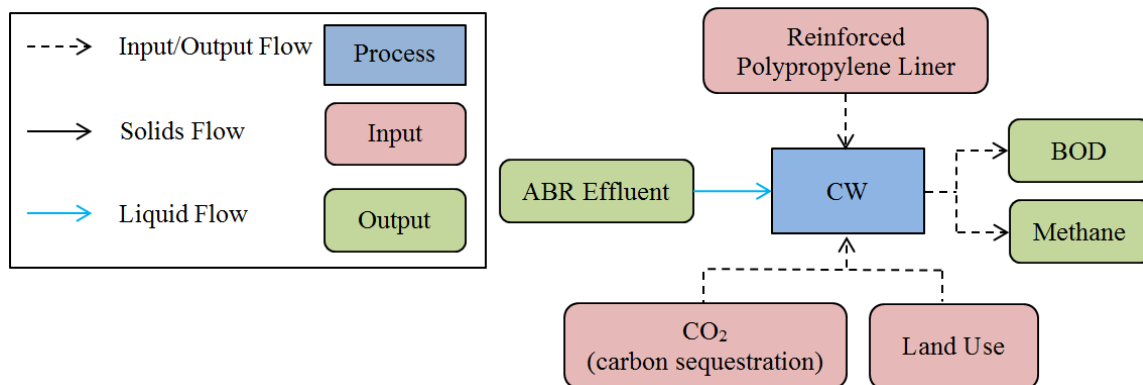 Input/Output Flow
Process
Solids Flow
Input
Liquid Flow
Output
Reinforced
Polypropylene Liner
ABR Effluent
CW
BOD
Methane
CO₂
(carbon sequestration)
Land Use